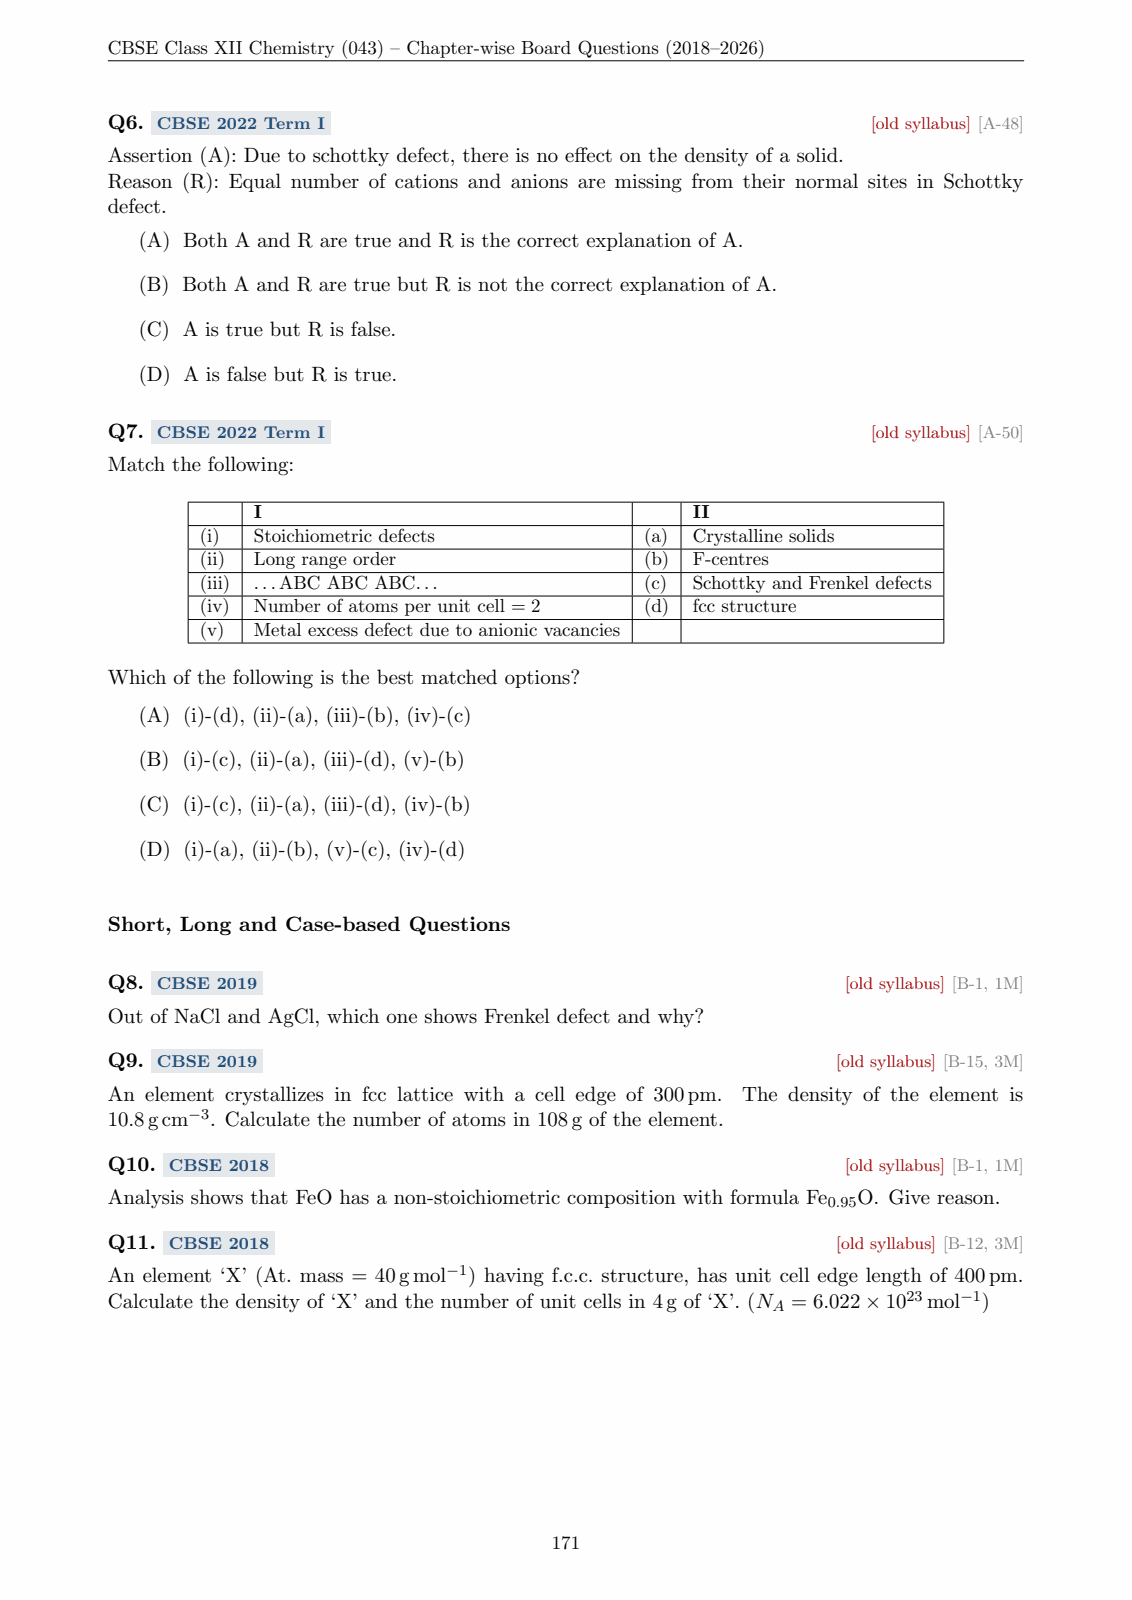 CBSE Class XII Chemistry (043) – Chapter-wise Board Questions (2018–2026)
Q6. CBSE 2022 Term I [old syllabus] [A-48]
Assertion (A): Due to schottky defect, there is no effect on the density of a solid.
Reason (R): Equal number of cations and anions are missing from their normal sites in Schottky
defect.
(A) Both A and R are true and R is the correct explanation of A.
(B) Both A and R are true but R is not the correct explanation of A.
(C) A is true but R is false.
(D) A is false but R is true.
Q7. CBSE 2022 Term I [old syllabus] [A-50]
Match the following:
I II
(i) Stoichiometric defects (a) Crystalline solids
(ii) Long range order (b) F-centres
(iii) ...ABC ABC ABC... (c) Schottky and Frenkel defects
(iv) Number of atoms per unit cell = 2 (d) fcc structure
(v) Metal excess defect due to anionic vacancies
Which of the following is the best matched options?
(A) (i)-(d), (ii)-(a), (iii)-(b), (iv)-(c)
(B) (i)-(c), (ii)-(a), (iii)-(d), (v)-(b)
(C) (i)-(c), (ii)-(a), (iii)-(d), (iv)-(b)
(D) (i)-(a), (ii)-(b), (v)-(c), (iv)-(d)
Short, Long and Case-based Questions
Q8. CBSE 2019 [old syllabus] [B-1, 1M]
Out of NaCl and AgCl, which one shows Frenkel defect and why?
Q9. CBSE 2019 [old syllabus] [B-15, 3M]
An element crystallizes in fcc lattice with a cell edge of 300 pm. The density of the element is
10.8 g cm⁻³. Calculate the number of atoms in 108 g of the element.
Q10. CBSE 2018 [old syllabus] [B-1, 1M]
Analysis shows that FeO has a non-stoichiometric composition with formula Fe₀.₉₅O. Give reason.
Q11. CBSE 2018 [old syllabus] [B-12, 3M]
An element ‘X’ (At. mass = 40 g mol⁻¹) having f.c.c. structure, has unit cell edge length of 400 pm.
Calculate the density of ‘X’ and the number of unit cells in 4 g of ‘X’. (N_A = 6.022 × 10²³ mol⁻¹)
171